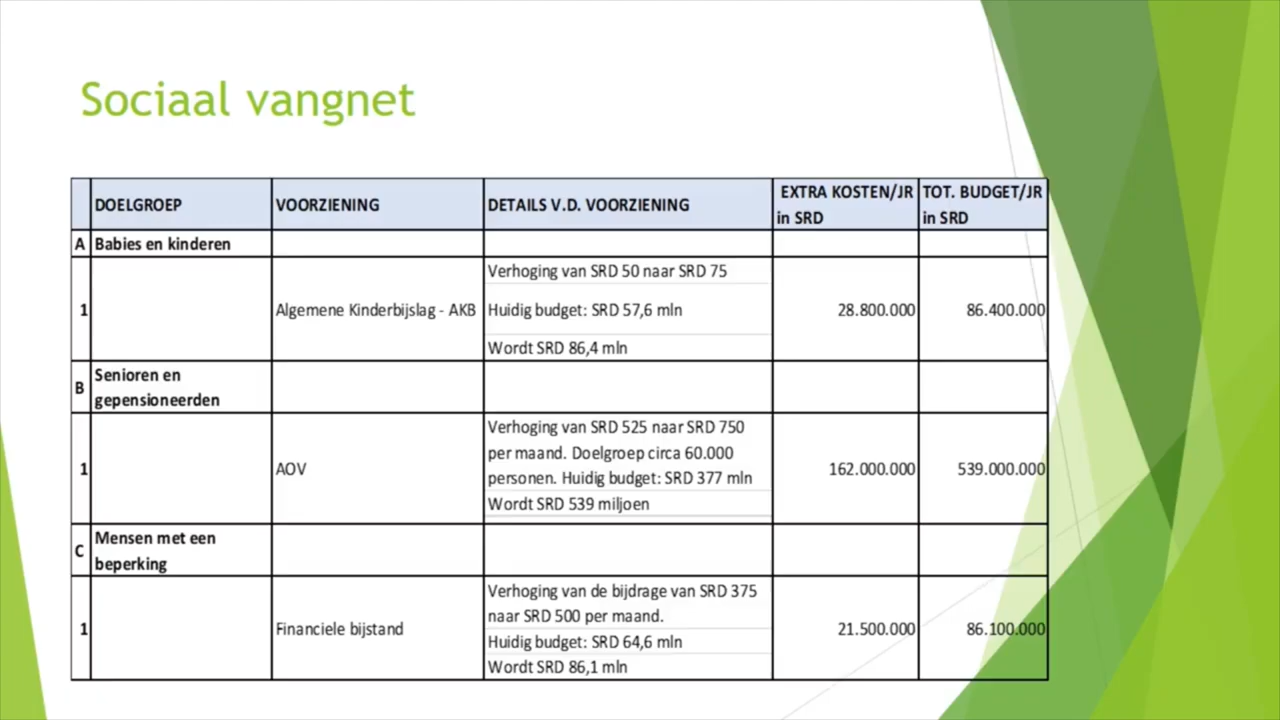 Sociaal vangnet
DOELGROEP VOORZIENING DETAILS V.D. VOORZIENING EXTRA KOSTEN/JR in SRD TOT. BUDGET/JR in SRD
A Babies en kinderen
Verhoging van SRD 50 naar SRD 75
1 Algemene Kinderbijslag - AKB Huidig budget: SRD 57,6 mln 28.800.000 86.400.000
Wordt SRD 86,4 mln
B Senioren en
gepensioneerden
Verhoging van SRD 525 naar SRD 750
per maand. Doelgroep circa 60.000
1 AOV personen. Huidig budget: SRD 377 mln 162.000.000 539.000.000
Wordt SRD 539 miljoen
C Mensen met een
beperking
Verhoging van de bijdrage van SRD 375
naar SRD 500 per maand.
1 Financiele bijstand Huidig budget: SRD 64,6 mln 21.500.000 86.100.000
Wordt SRD 86,1 mln